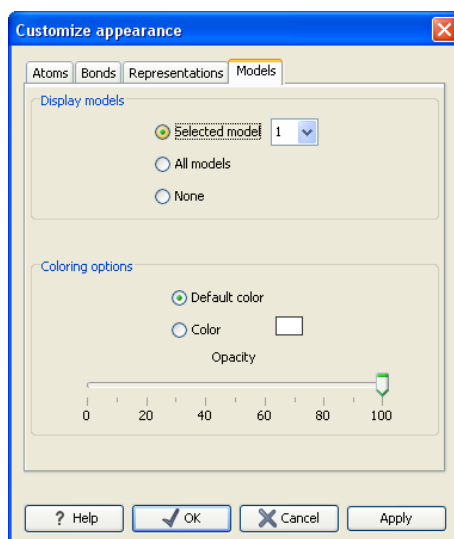 Customize appearance
Atoms Bonds Representations Models
Display models
Selected model 1
All models
None
Coloring options
Default color
Color
Opacity
0 20 40 60 80 100
? Help OK Cancel Apply